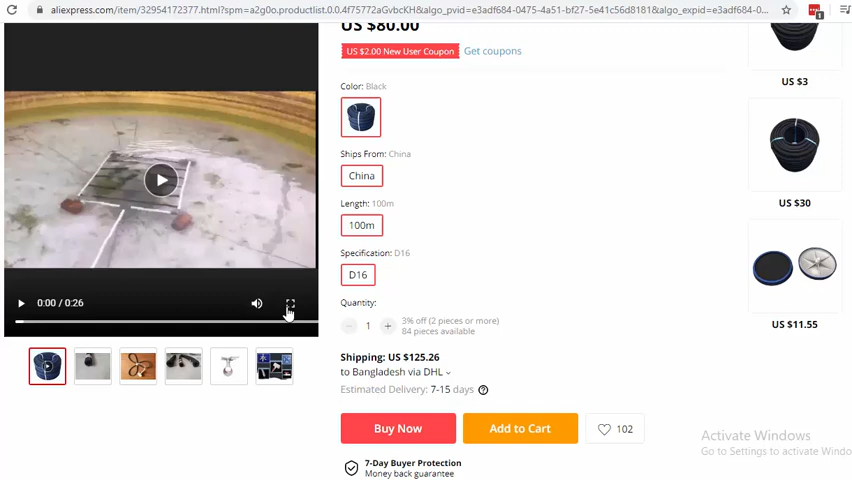 aliexpress.com/item/32954172377.html?spm=a2g0o.productlist.0.0.4f75772aGvbcKH&algo_pvid=e3adf684-0475-4a51-bf27-5e41c56d8181&algo_expid=e3adf684-0...
1
US $80.00
US $2.00 New User Coupon Get coupons
Color: Black
Ships From: China
China
Length: 100m
100m
Specification: D16
D16
Quantity:
1
3% off (2 pieces or more)
84 pieces available
Shipping: US $125.26
to Bangladesh via DHL
Estimated Delivery: 7-15 days
Buy Now
Add to Cart
102
7-Day Buyer Protection
Money back guarantee
0:00 / 0:26
US $3
US $30
US $11.55
Activate Windows
Go to Settings to activate Windo